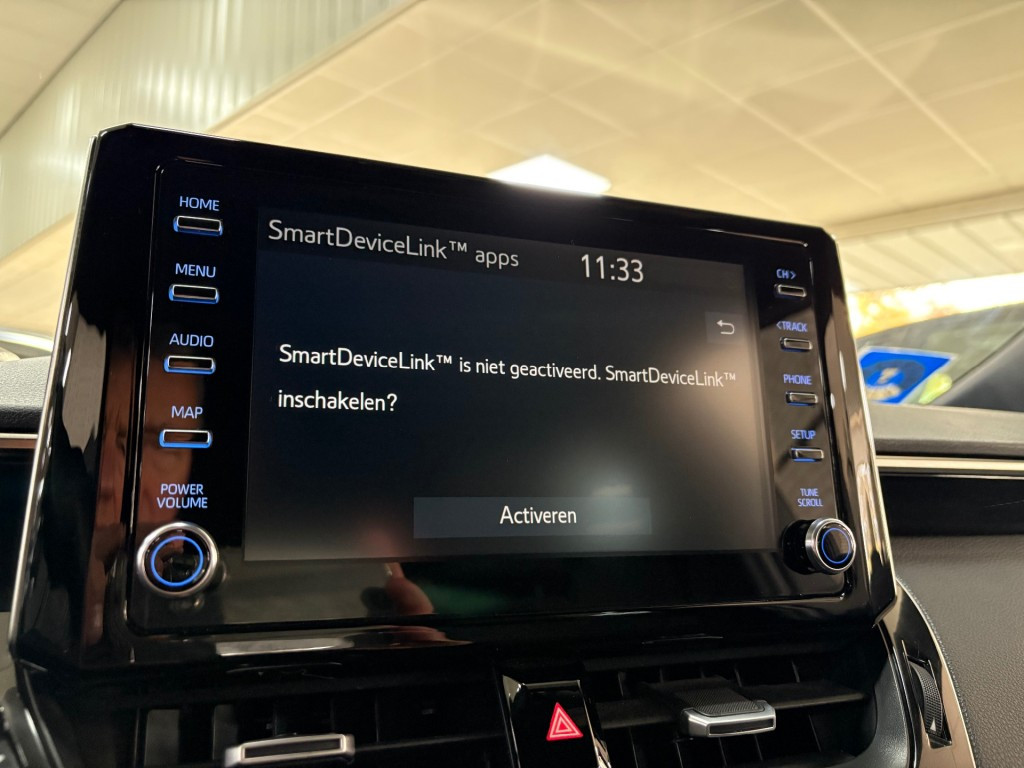 HOME
MENU
AUDIO
MAP
POWER
VOLUME
SmartDeviceLink™ apps
11:33
SmartDeviceLink™ is niet geactiveerd. SmartDeviceLink™
inschakelen?
Activeren
CH >
< TRACK
PHONE
SETUP
TUNE
SCROLL